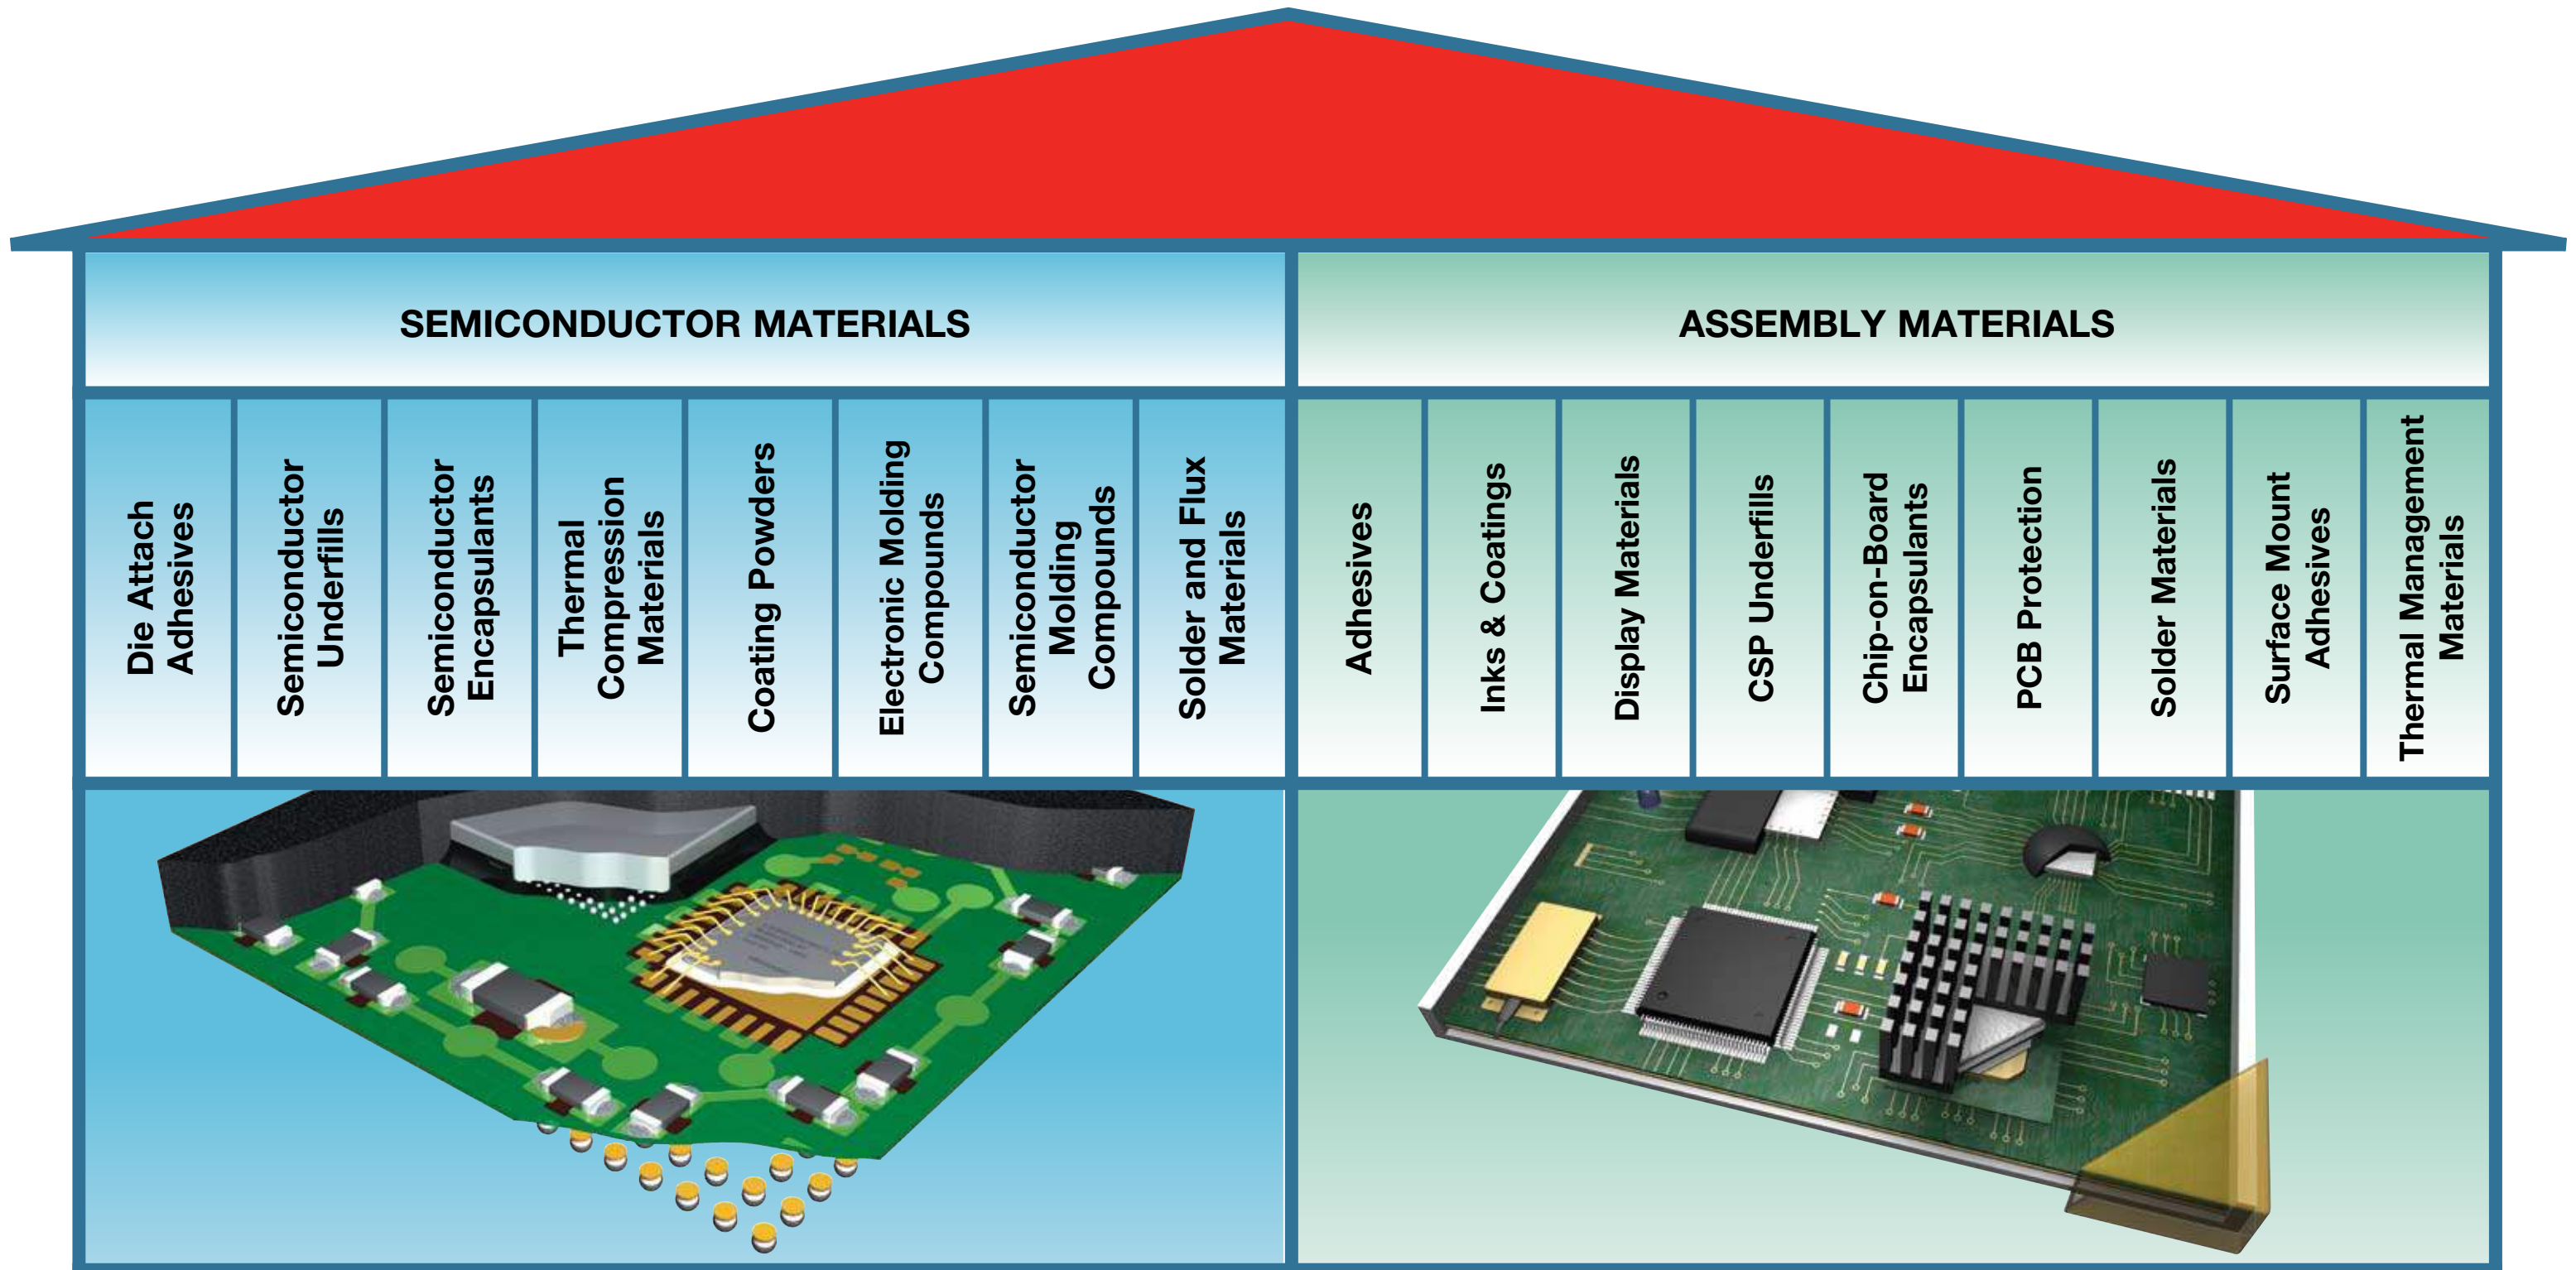 SEMICONDUCTOR MATERIALS
ASSEMBLY MATERIALS
Die Attach
Adhesives
Semiconductor
Underfills
Semiconductor
Encapsulants
Thermal
Compression
Materials
Coating Powders
Electronic Molding
Compounds
Semiconductor
Molding
Compounds
Solder and Flux
Materials
Adhesives
Inks & Coatings
Display Materials
CSP Underfills
Chip-on-Board
Encapsulants
PCB Protection
Solder Materials
Surface Mount
Adhesives
Thermal Management
Materials